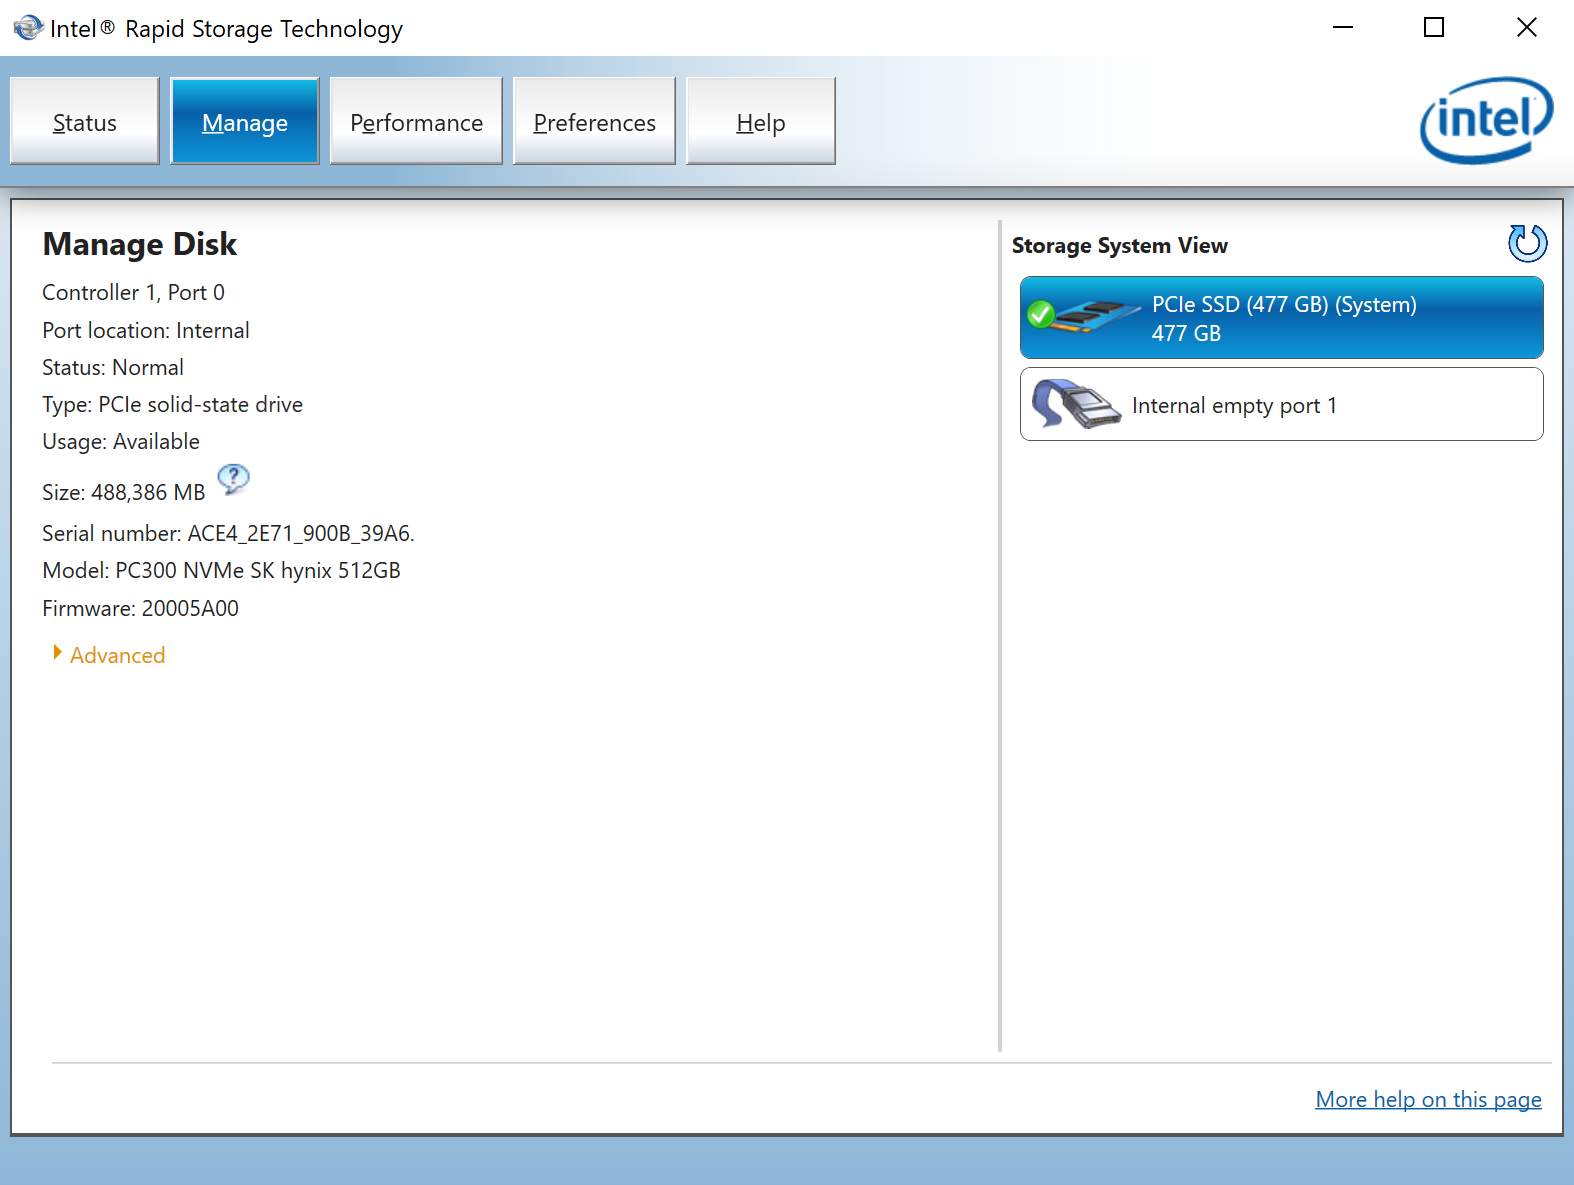 Intel® Rapid Storage Technology
Status
Manage
Performance
Preferences
Help
intel
Manage Disk
Controller 1, Port 0
Port location: Internal
Status: Normal
Type: PCIe solid-state drive
Usage: Available
Size: 488,386 MB
?
Serial number: ACE4_2E71_900B_39A6.
Model: PC300 NVMe SK hynix 512GB
Firmware: 20005A00
Advanced
Storage System View
PCIe SSD (477 GB) (System)
477 GB
Internal empty port 1
More help on this page